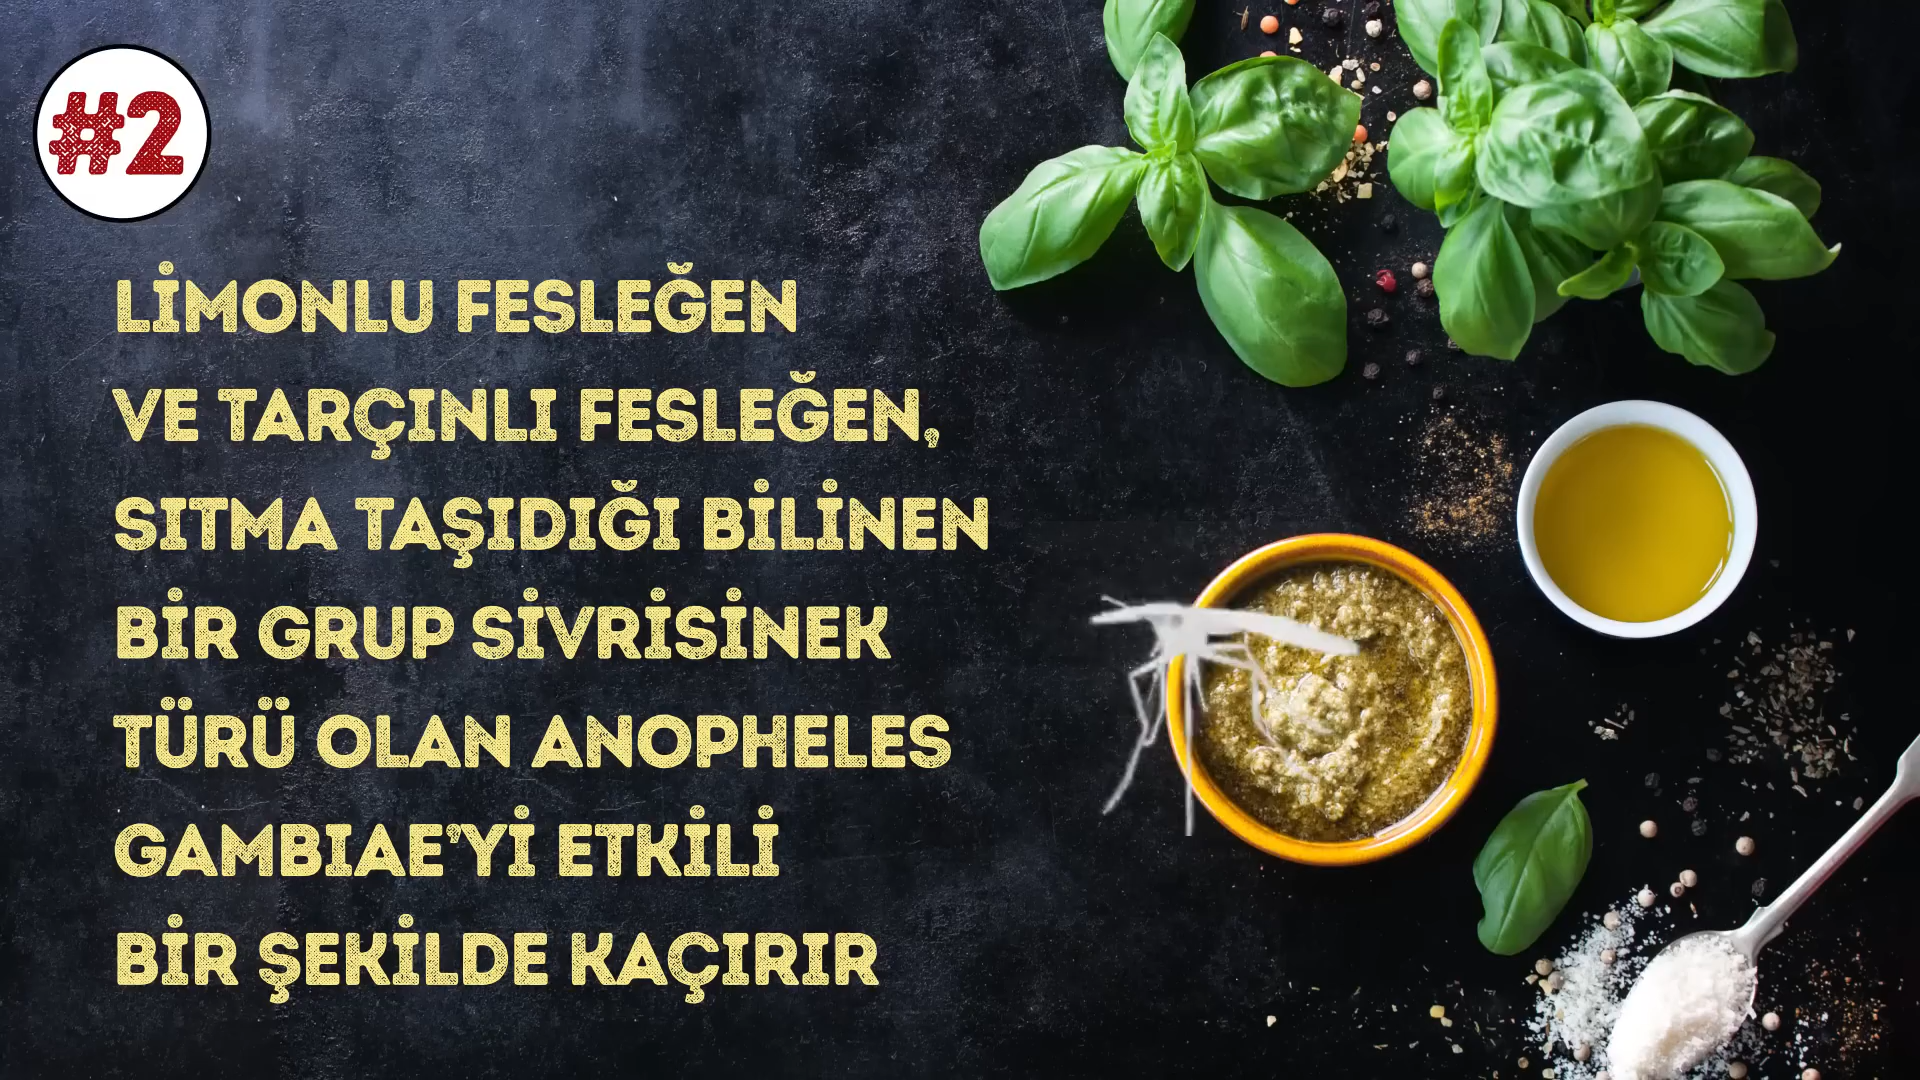 #2
LİMONLU FESLEĞEN
VE TARÇINLI FESLEĞEN,
SITMA TAŞIDIĞI BİLİNEN
BİR GRUP SİVRİSİNEK
TÜRÜ OLAN ANOPHELES
GAMBIAE'Yİ ETKİLİ
BİR ŞEKİLDE KAÇIRIR